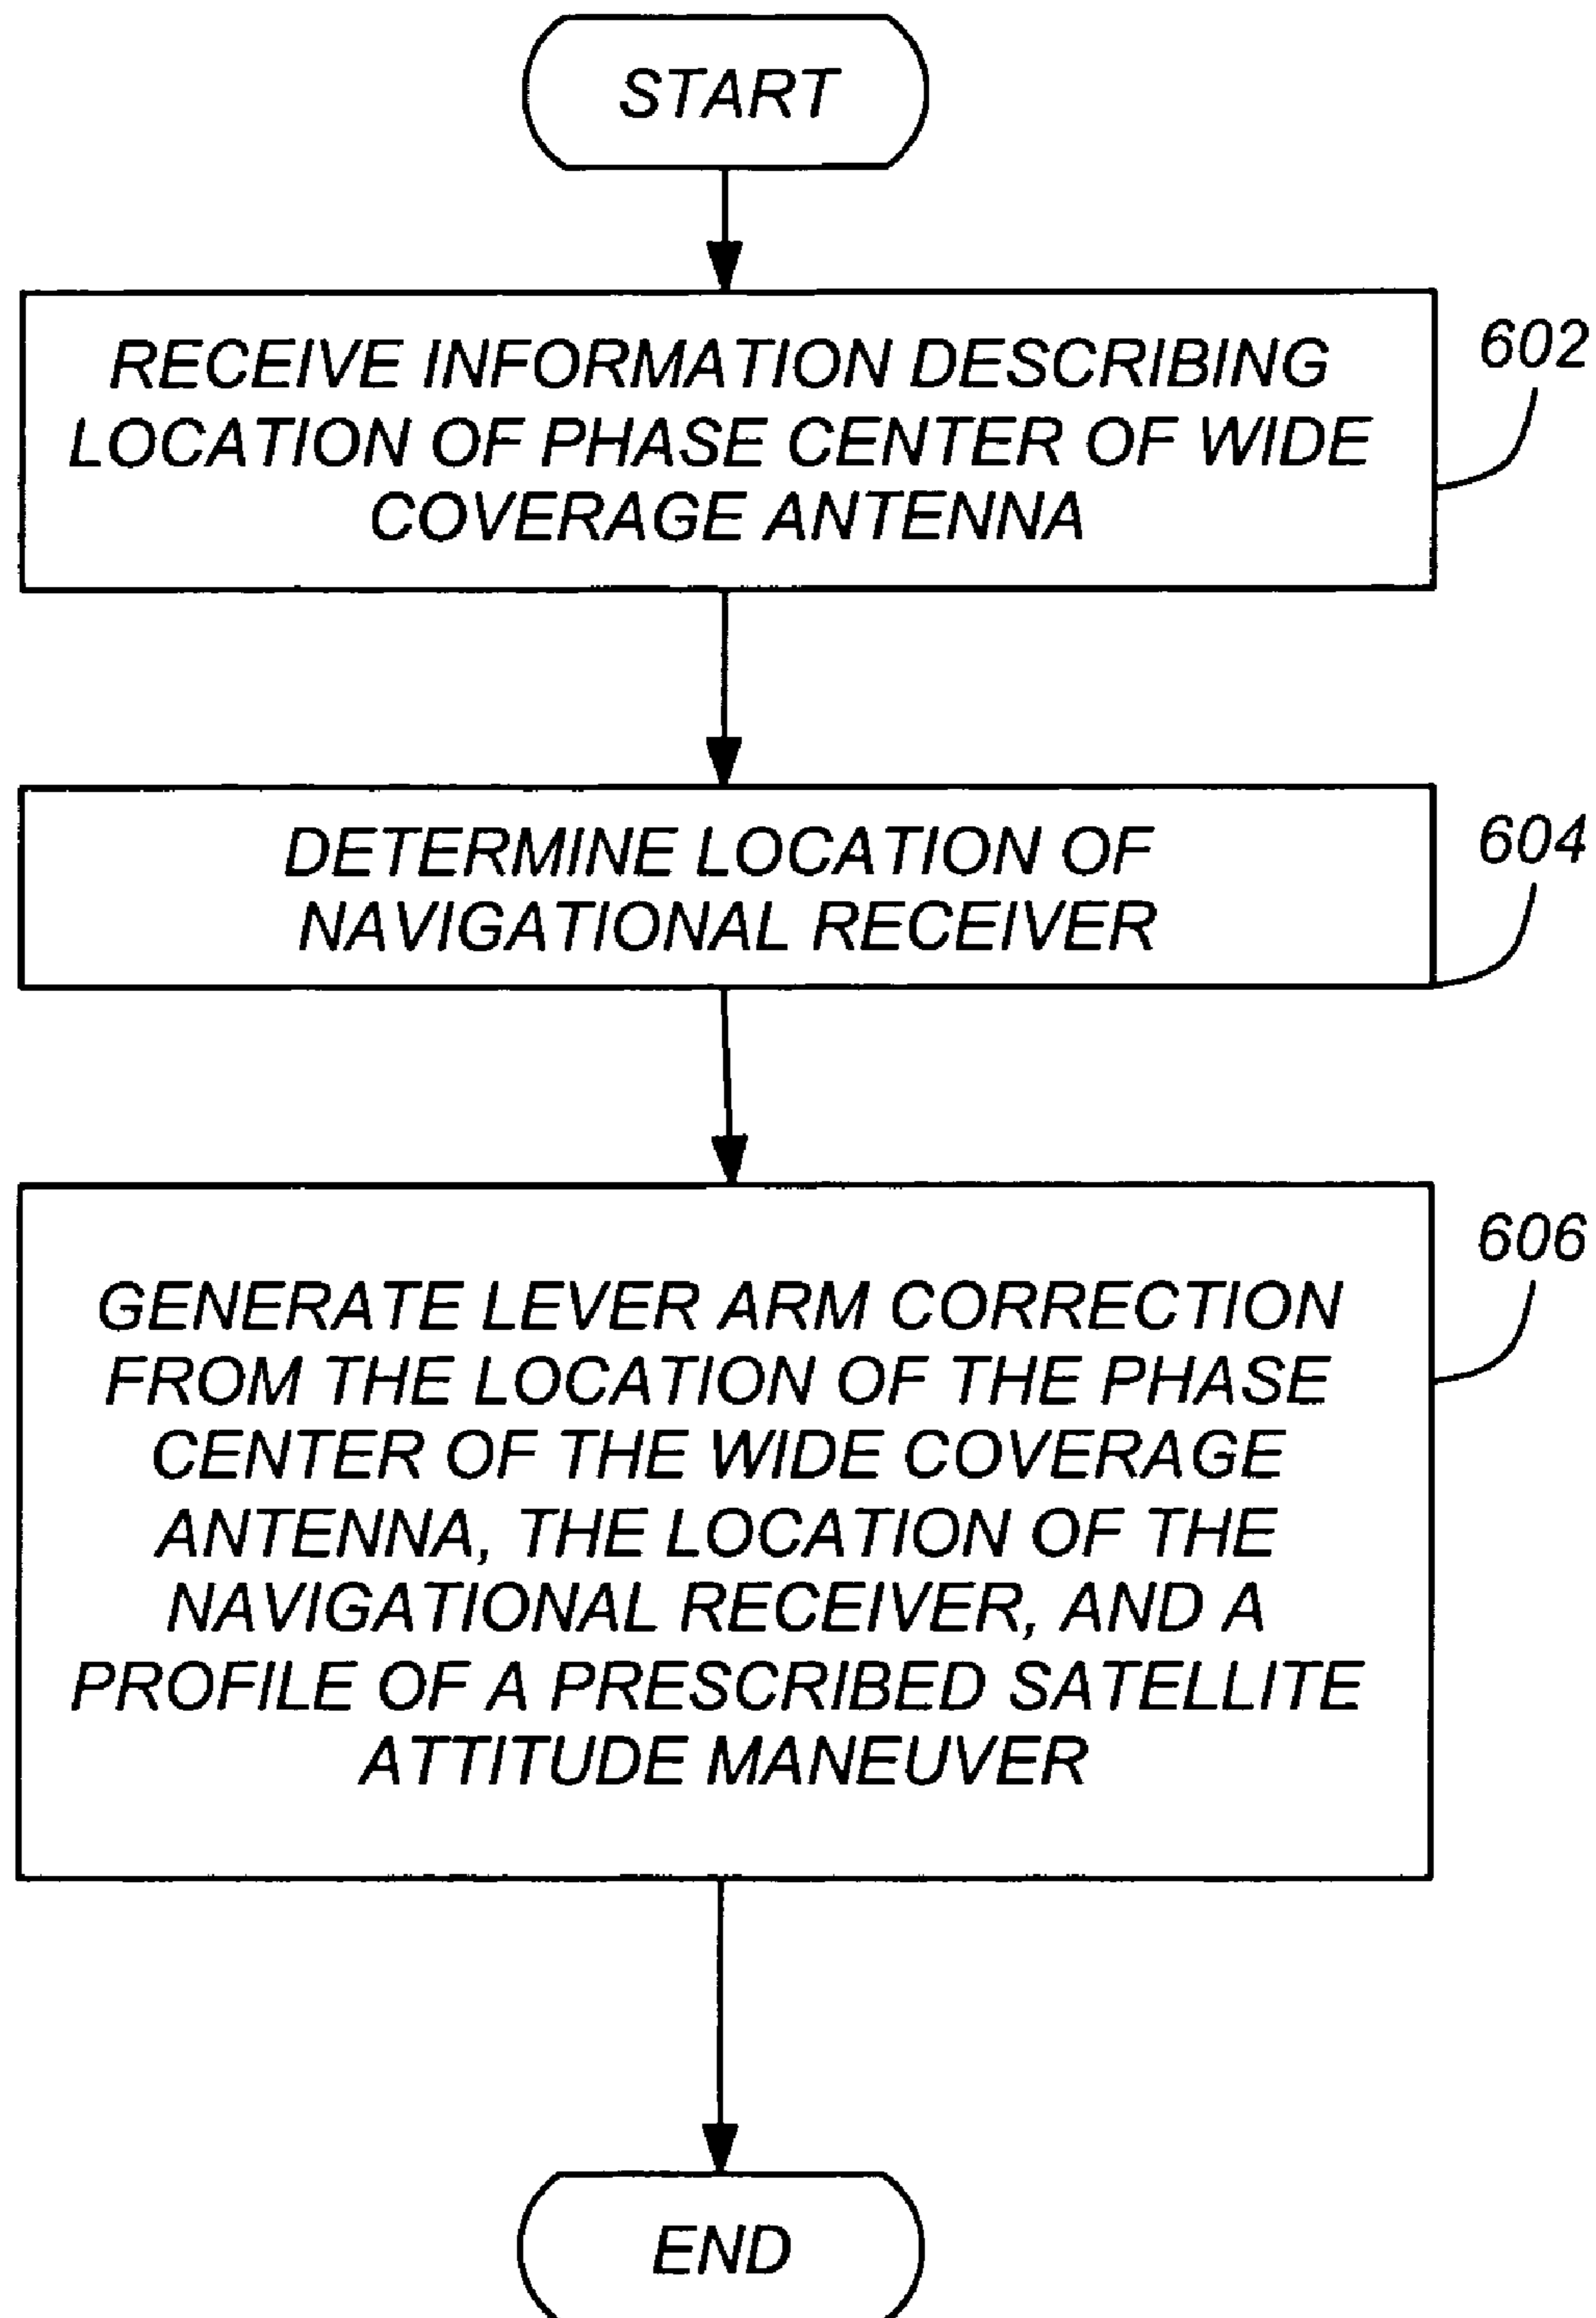 START
RECEIVE INFORMATION DESCRIBING
LOCATION OF PHASE CENTER OF WIDE
COVERAGE ANTENNA
602
DETERMINE LOCATION OF
NAVIGATIONAL RECEIVER
604
GENERATE LEVER ARM CORRECTION
FROM THE LOCATION OF THE PHASE
CENTER OF THE WIDE COVERAGE
ANTENNA, THE LOCATION OF THE
NAVIGATIONAL RECEIVER, AND A
PROFILE OF A PRESCRIBED SATELLITE
ATTITUDE MANEUVER
606
END